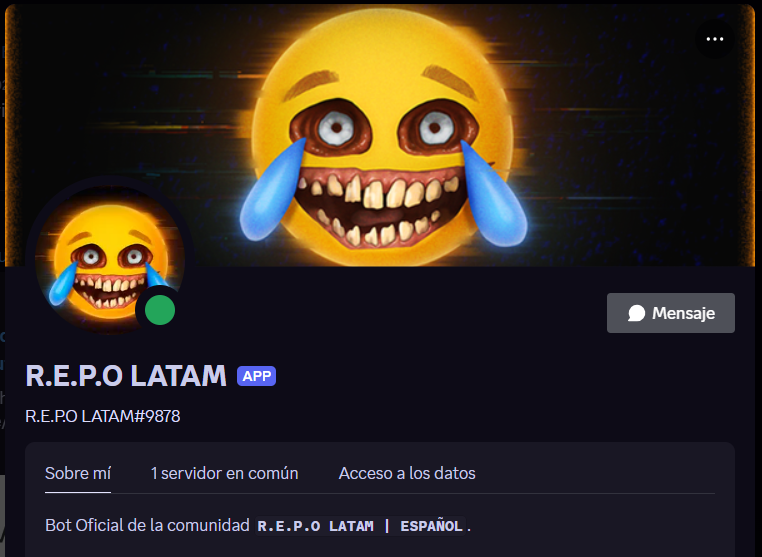 Mensaje
R.E.P.O LATAM APP
R.E.P.O LATAM#9878
Sobre mí 1 servidor en común Acceso a los datos
Bot Oficial de la comunidad R.E.P.O LATAM | ESPAÑOL.